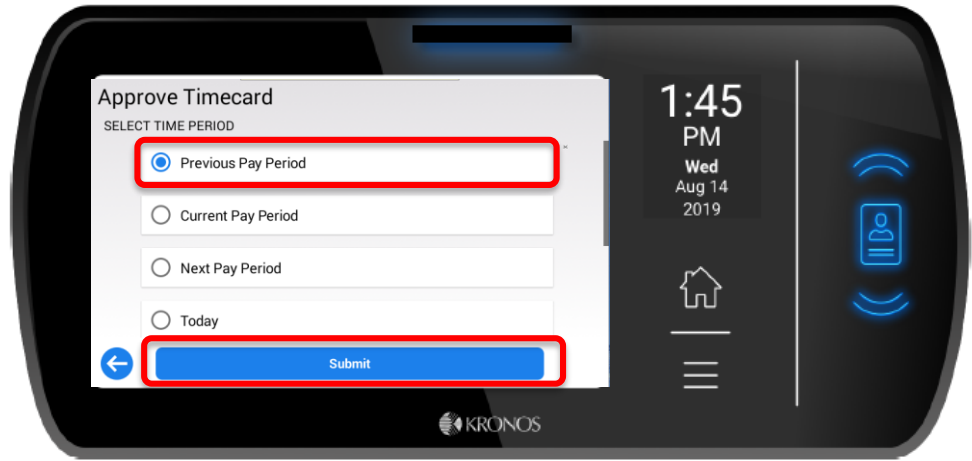 Approve Timecard
SELECT TIME PERIOD
Previous Pay Period
Current Pay Period
Next Pay Period
Today
Submit
1:45
PM
Wed
Aug 14
2019
KRONOS